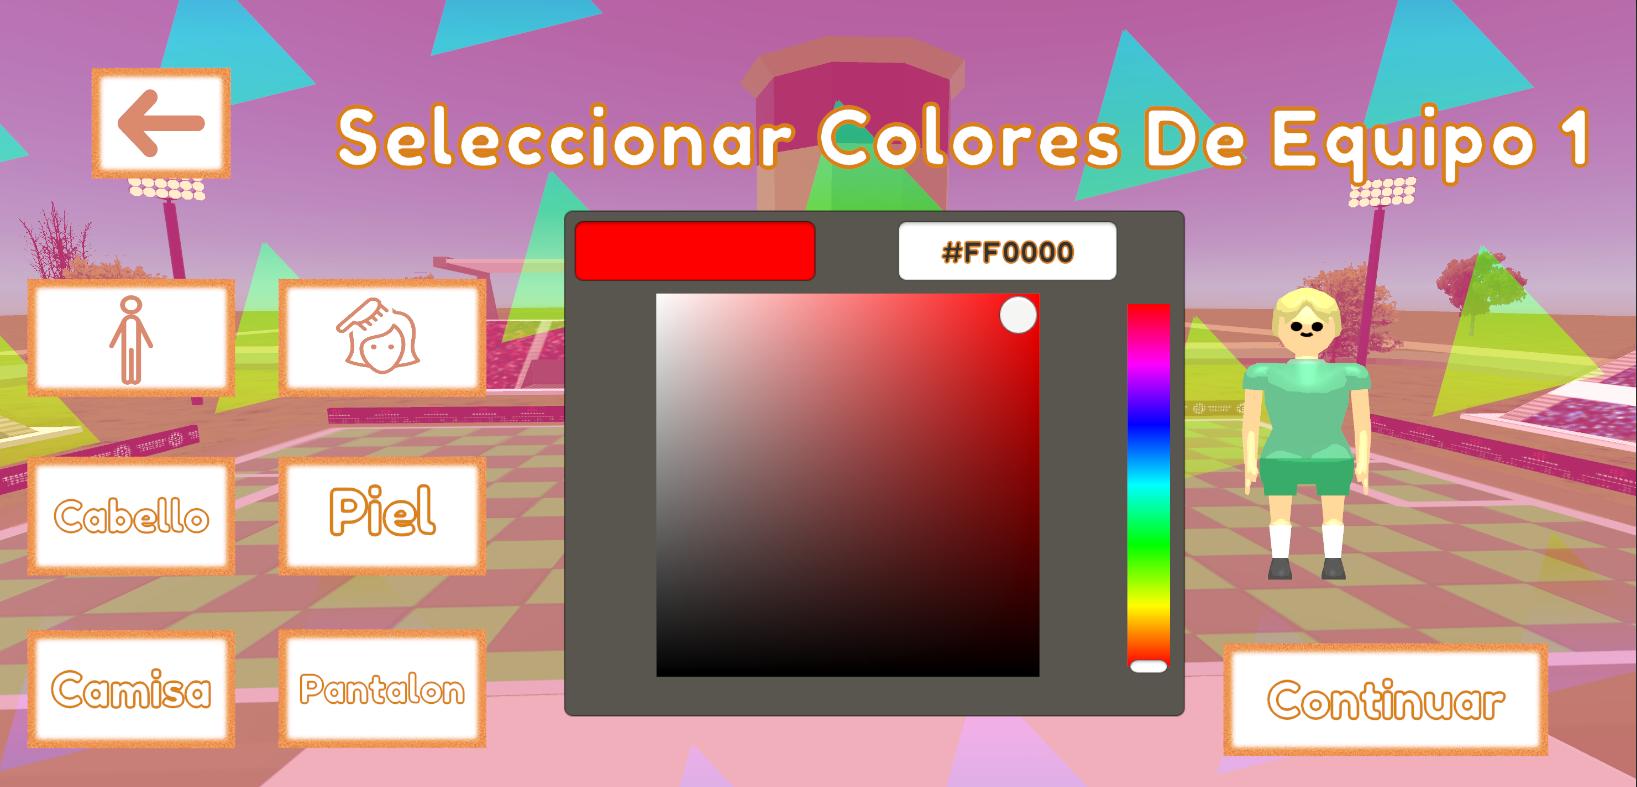 Seleccionar Colores De Equipo 1
#FF0000
Cabello
Piel
Camisa
Pantalon
Continuar